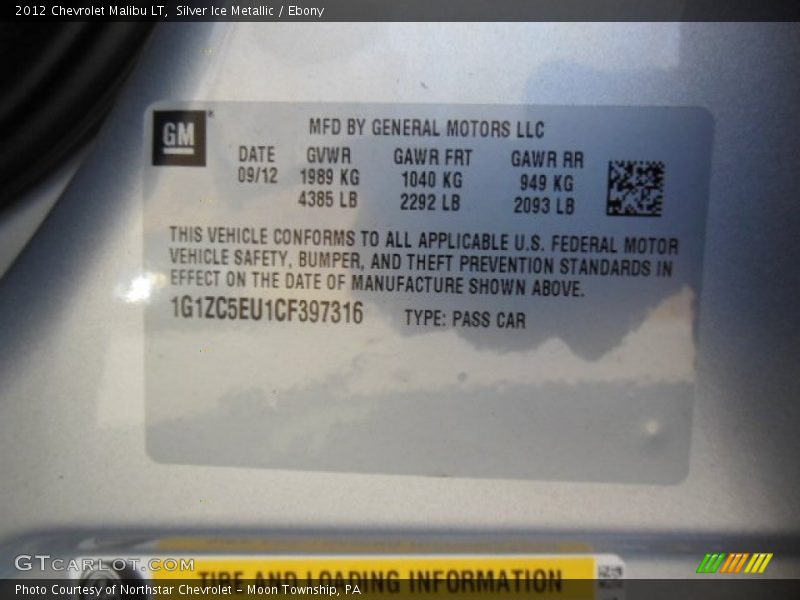 2012 Chevrolet Malibu LT, Silver Ice Metallic / Ebony
GM
MFD BY GENERAL MOTORS LLC
DATE GVWR GAWR FRT GAWR RR
09/12 1989 KG 1040 KG 949 KG
4385 LB 2292 LB 2093 LB
THIS VEHICLE CONFORMS TO ALL APPLICABLE U.S. FEDERAL MOTOR
VEHICLE SAFETY, BUMPER, AND THEFT PREVENTION STANDARDS IN
EFFECT ON THE DATE OF MANUFACTURE SHOWN ABOVE.
1G1ZC5EU1CF397316 TYPE: PASS CAR
GTcarlot.com
TIRE AND LOADING INFORMATION
Photo Courtesy of Northstar Chevrolet – Moon Township, PA